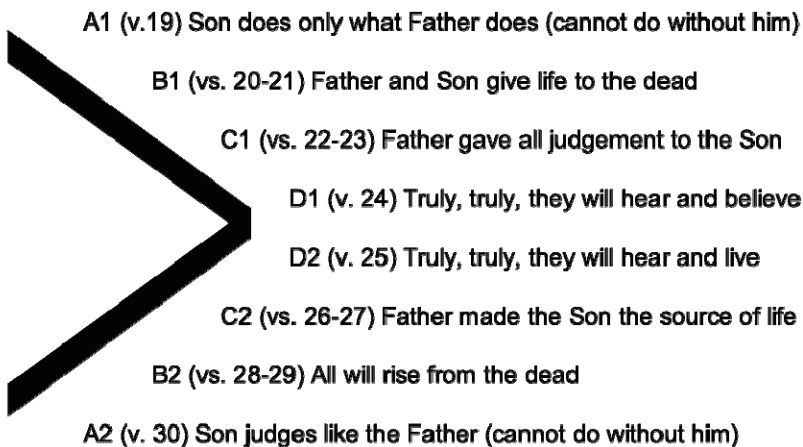 A1 (v.19) Son does only what Father does (cannot do without him)
B1 (vs. 20-21) Father and Son give life to the dead
C1 (vs. 22-23) Father gave all judgement to the Son
D1 (v. 24) Truly, truly, they will hear and believe
D2 (v. 25) Truly, truly, they will hear and live
C2 (vs. 26-27) Father made the Son the source of life
B2 (vs. 28-29) All will rise from the dead
A2 (v. 30) Son judges like the Father (cannot do without him)